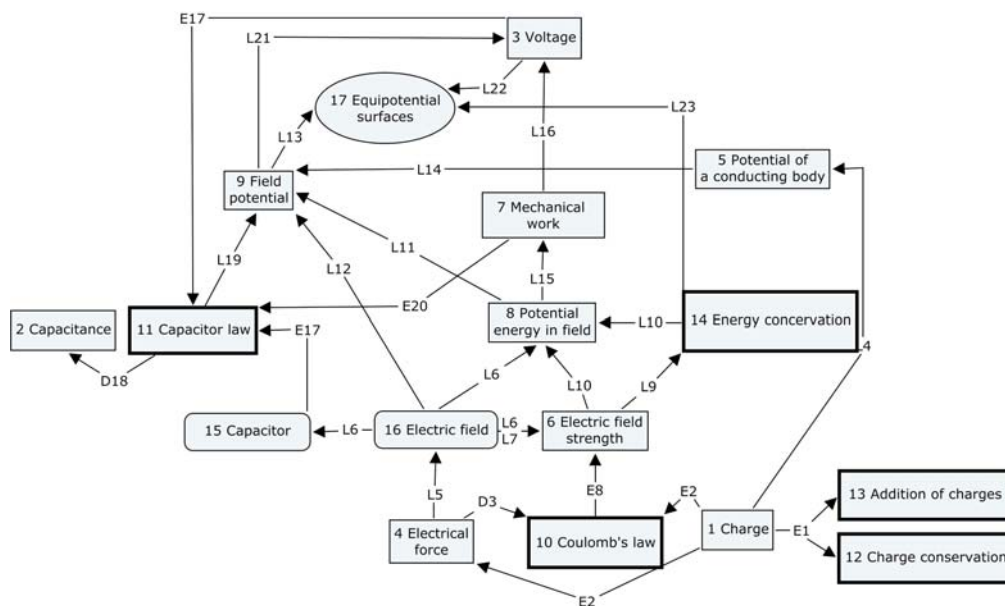 E17
3 Voltage
L21
L22
17 Equipotential
surfaces
L23
L13
L16
5 Potential of
a conducting body
L14
9 Field
potential
7 Mechanical
work
L11
L19
L12
L15
E20
8 Potential
energy in field
14 Energy concervation
2 Capacitance
11 Capacitor law
E17
L10
L4
D18
L6
L10
L9
15 Capacitor
L6
16 Electric field
L6
L7
6 Electric field
strength
L5
D3
E8
E2
13 Addition of charges
4 Electrical
force
10 Coulomb's law
1 Charge
E1
12 Charge conservation
E2